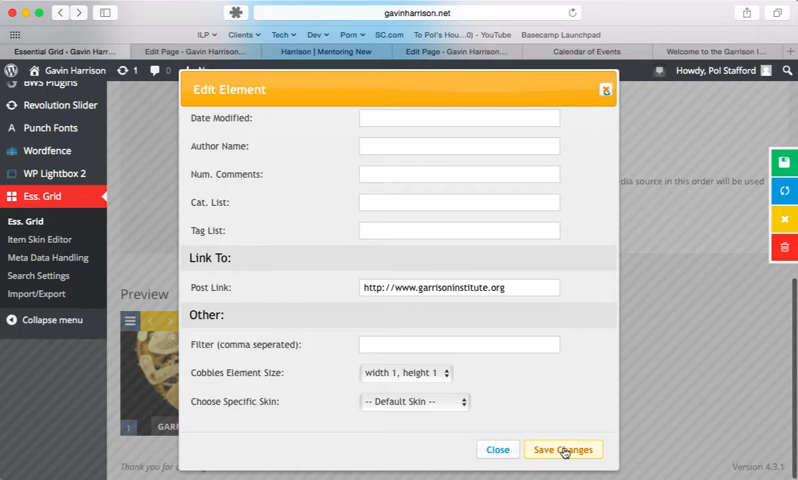 gavinharrison.net
ILP Clients Tech Dev Porn SC.com To Pol's Hou...0) - YouTube Basecamp Launchpad
Essential Grid - Gavin Harr... Edit Page - Gavin Harrison... Harrison | Mentoring New Edit Page - Gavin Harrison... Calendar of Events Welcome to the Garrison I...
Gavin Harrison 1 0 Howdy, Pol Stafford
BWS Plugins
Revolution Slider
Punch Fonts
Wordfence
WP Lightbox 2
Ess. Grid
Ess. Grid
Item Skin Editor
Meta Data Handling
Search Settings
Import/Export
Collapse menu
Edit Element
Date Modified:
Author Name:
Num. Comments:
Cat. List:
Tag List:
Link To:
Post Link: http://www.garrisoninstitute.org
Other:
Filter (comma seperated):
Cobbles Element Size: width 1, height 1
Choose Specific Skin: -- Default Skin --
Close Save Changes
edia source in this order will be used
Preview
1 GARR
Thank you for c
Version 4.3.1